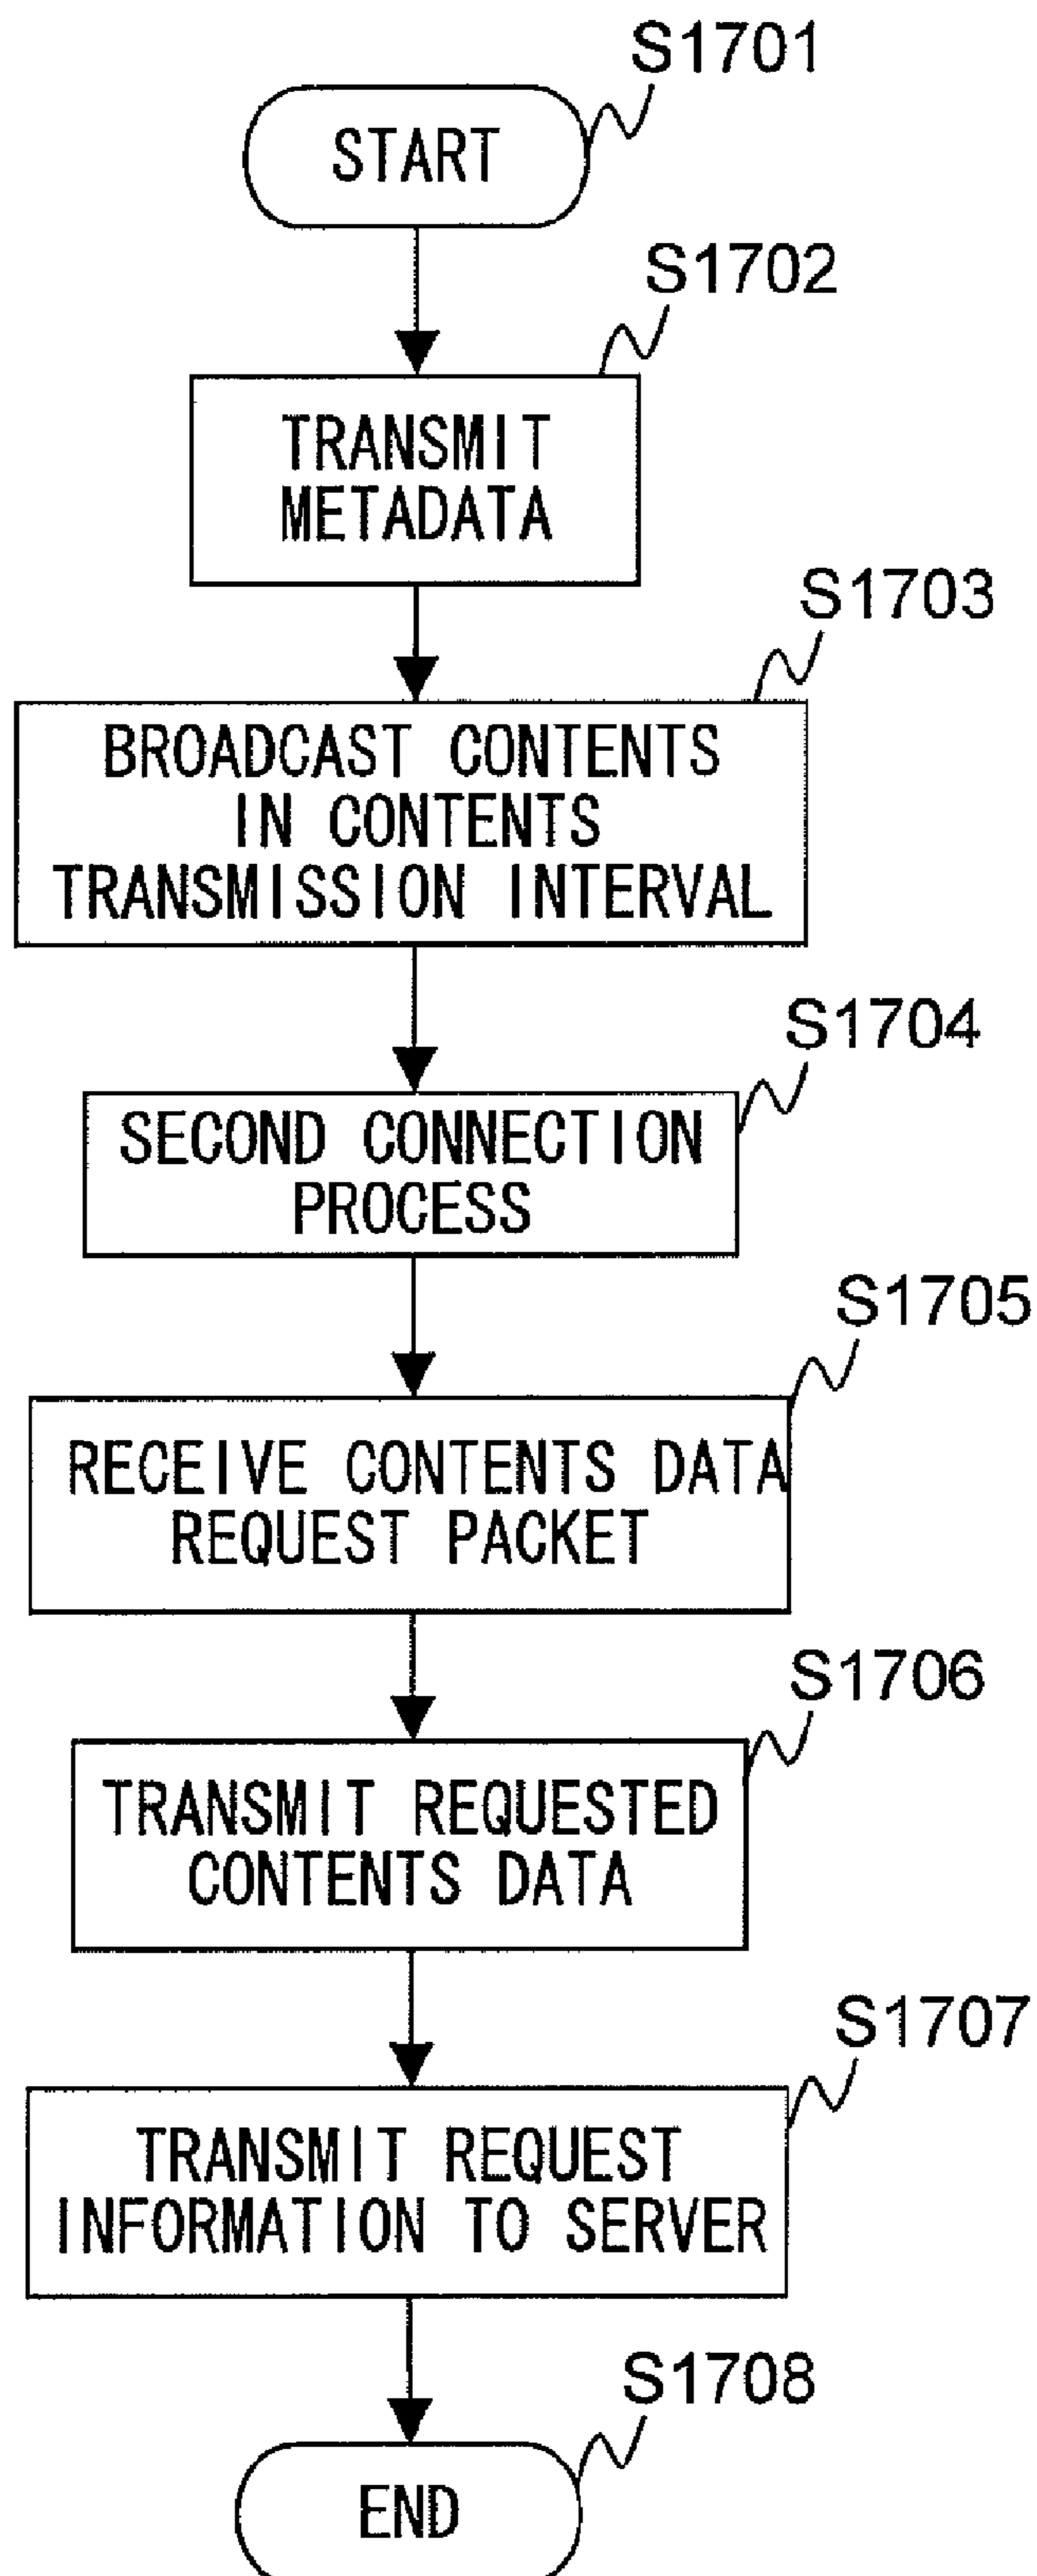 S1701
START
S1702
TRANSMIT
METADATA
S1703
BROADCAST CONTENTS
IN CONTENTS
TRANSMISSION INTERVAL
S1704
SECOND CONNECTION
PROCESS
S1705
RECEIVE CONTENTS DATA
REQUEST PACKET
S1706
TRANSMIT REQUESTED
CONTENTS DATA
S1707
TRANSMIT REQUEST
INFORMATION TO SERVER
S1708
END